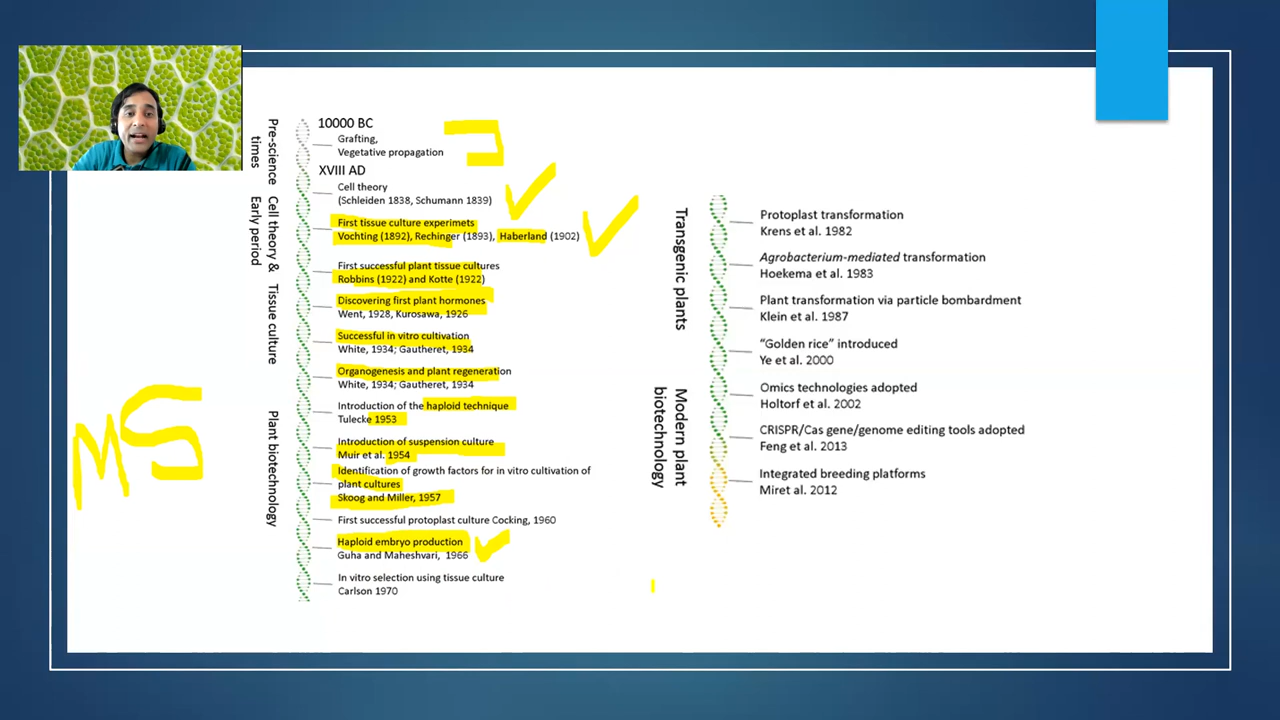 10000 BC
Grafting,
Vegetative propagation
XVIII AD
Cell theory
(Schleiden 1838, Schumann 1839)
First tissue culture experimets
Vochting (1892), Rechinger (1893), Haberland (1902)
First successful plant tissue cultures
Robbins (1922) and Kotte (1922)
Discovering first plant hormones
Went, 1928, Kurosawa, 1926
Successful in vitro cultivation
White, 1934; Gautheret, 1934
Organogenesis and plant regeneration
White, 1934; Gautheret, 1934
Introduction of the haploid technique
Tulecke 1953
Introduction of suspension culture
Muir et al. 1954
Identification of growth factors for in vitro cultivation of
plant cultures
Skoog and Miller, 1957
First successful protoplast culture Cocking, 1960
Haploid embryo production
Guha and Maheshvari, 1966
In vitro selection using tissue culture
Carlson 1970
Pre-science
times
Cell theory &
Early period
Tissue culture
Plant biotechnology
MS
Transgenic plants
Modern plant
biotechnology
Protoplast transformation
Krens et al. 1982
Agrobacterium-mediated transformation
Hoekema et al. 1983
Plant transformation via particle bombardment
Klein et al. 1987
“Golden rice” introduced
Ye et al. 2000
Omics technologies adopted
Holtorf et al. 2002
CRISPR/Cas gene/genome editing tools adopted
Feng et al. 2013
Integrated breeding platforms
Miret al. 2012